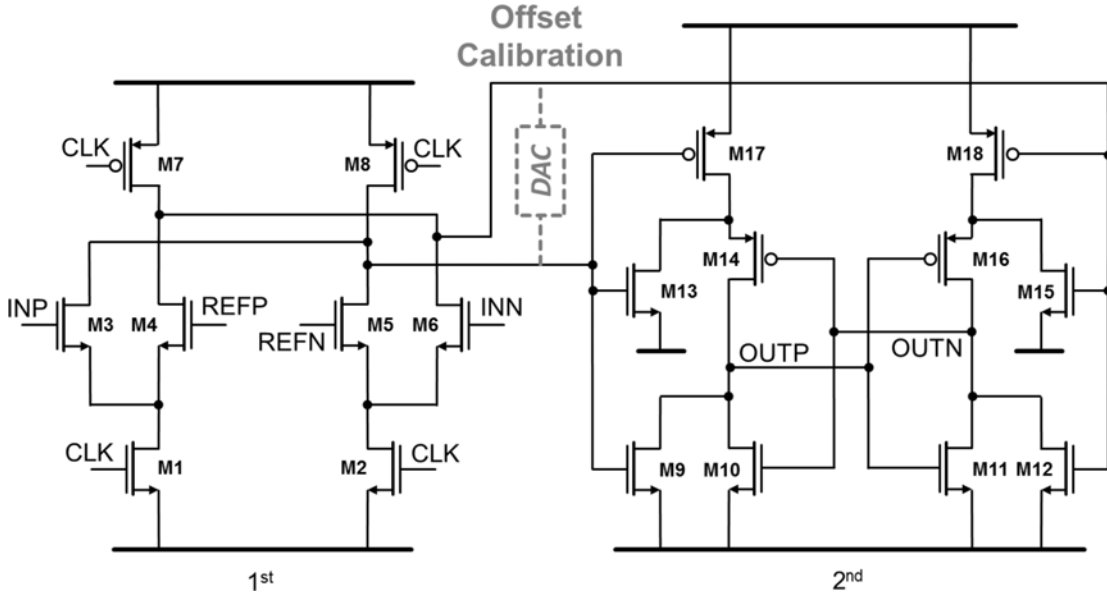 Offset
Calibration
DAC
CLK
M7
M8
CLK
M17
M18
M14
M16
M13
M15
INP
M3
M4
REFP
REFN
M5
M6
INN
OUTP
OUTN
CLK
M1
M2
CLK
M9
M10
M11
M12
1st
2nd